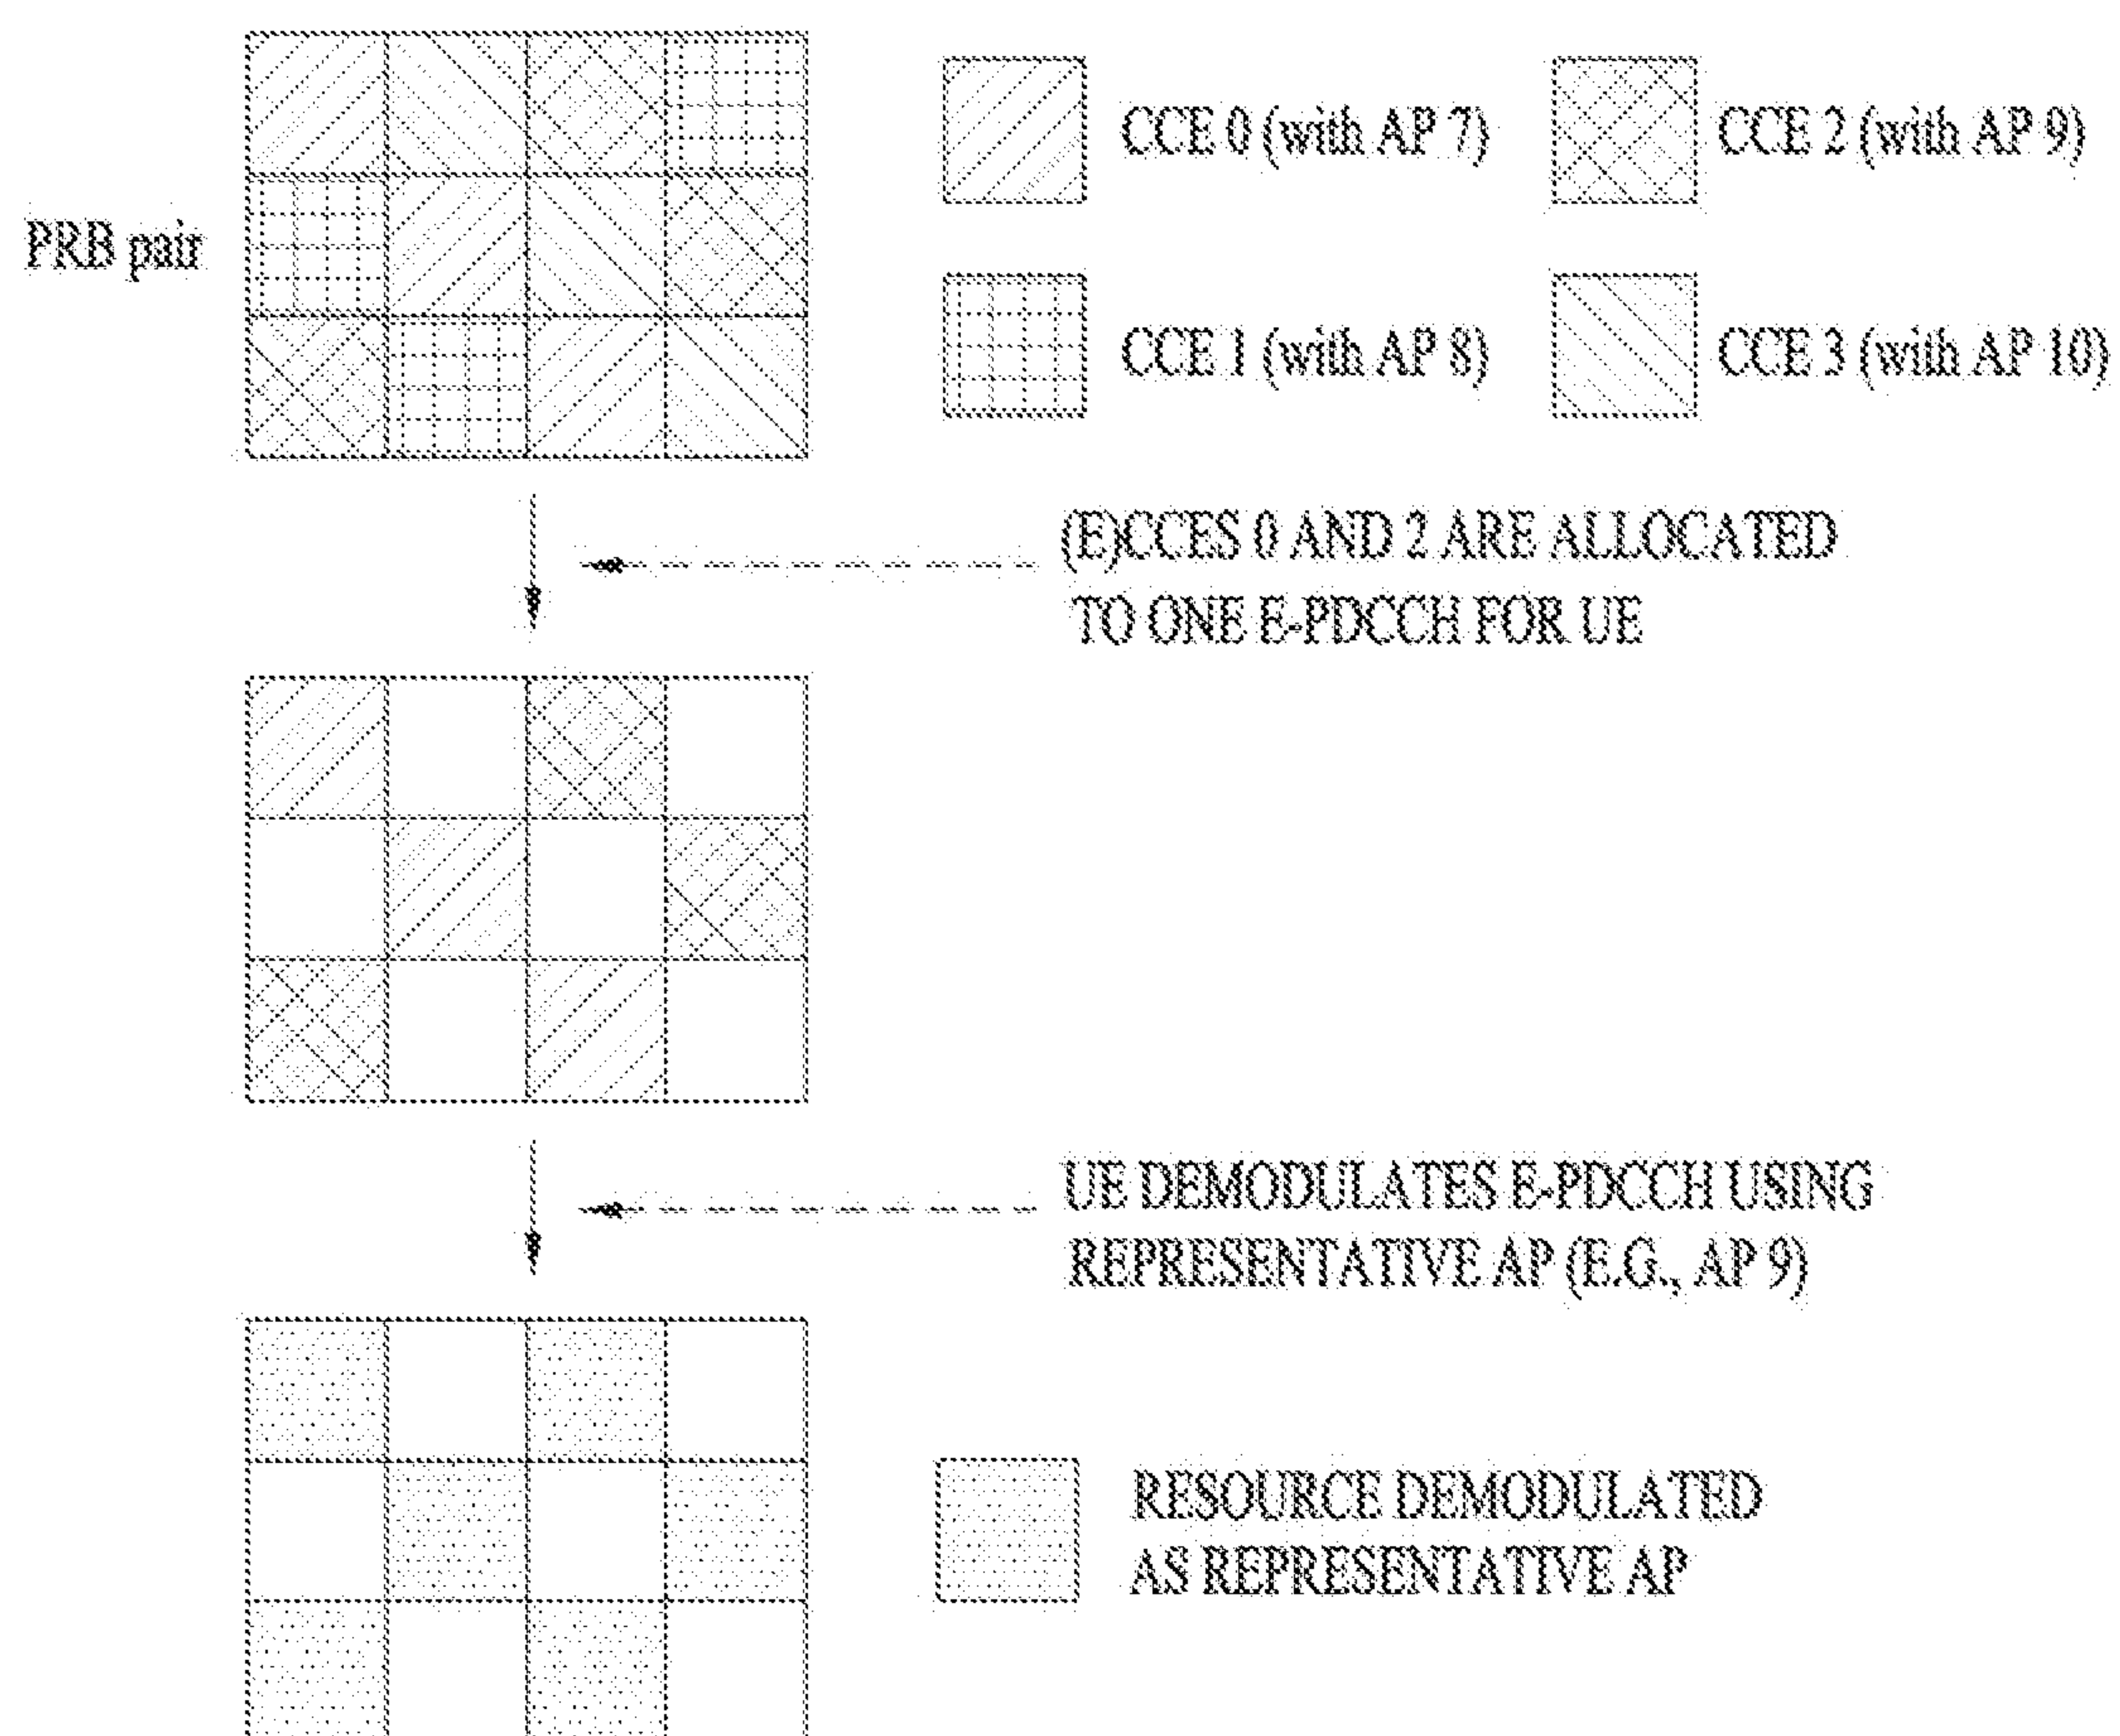 CCE 0 (with AP 7)
CCE 2 (with AP 9)
PRB pair
CCE 1 (with AP 8)
CCE 3 (with AP 10)
(E)CCES 0 AND 2 ARE ALLOCATED
TO ONE E-PDCCH FOR UE
UE DEMODULATES E-PDCCH USING
REPRESENTATIVE AP (E.G., AP 9)
RESOURCE DEMODULATED
AS REPRESENTATIVE AP